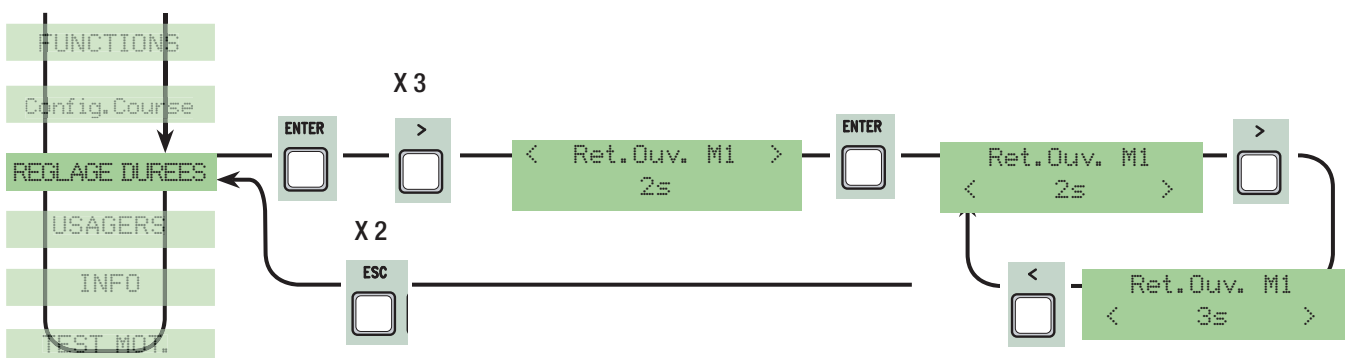 FUNCTIONS
Config.Course
REGLAGE DUREES
USAGERS
INFO
TEST MOT.
ENTER
X 3
>
< Ret.Ouv. M1 >
2s
ENTER
Ret.Ouv. M1
< 2s >
>
X 2
ESC
<
Ret.Ouv. M1
< 3s >